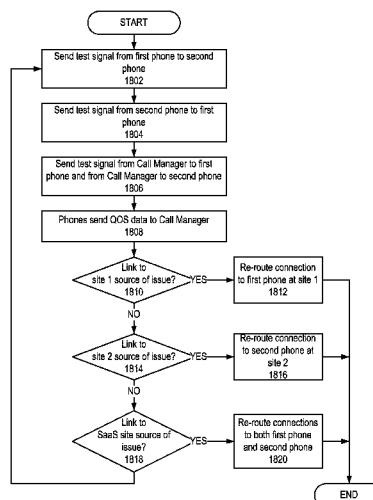 START
Send test signal from first phone to second
phone
1802
Send test signal from second phone to first
phone
1804
Send test signal from Call Manager to first
phone and from Call Manager to second phone
1806
Phones send QOS data to Call Manager
1808
Link to
site 1 source of issue?
1810
YES
Re-route connection
to first phone at site 1
1812
NO
Link to
site 2 source of issue?
1814
YES
Re-route connection
to second phone at
site 2
1816
NO
Link to
SaaS site source of
issue?
1818
YES
Re-route connections
to both first phone
and second phone
1820
END